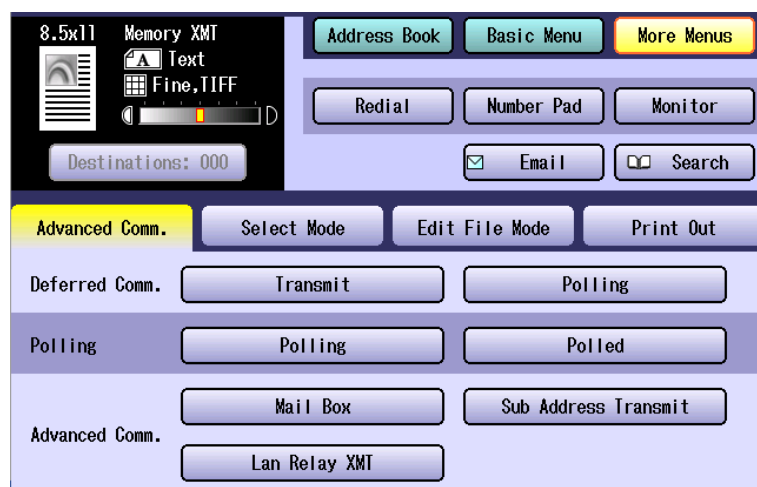 8.5x11 Memory XMT Address Book Basic Menu More Menus
A Text
Fine,TIFF
Redial Number Pad Monitor
Destinations: 000 Email Search
Advanced Comm. Select Mode Edit File Mode Print Out
Deferred Comm. Transmit Polling
Polling Polling Polled
Mail Box Sub Address Transmit
Advanced Comm.
Lan Relay XMT